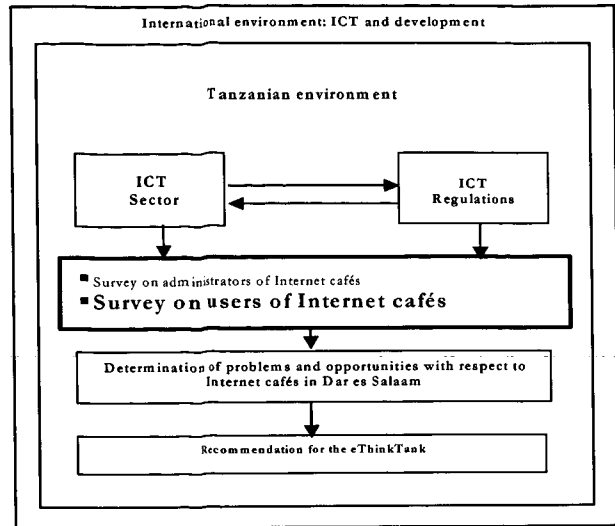 International environment: ICT and development
Tanzanian environment
ICT
Sector
ICT
Regulations
▪ Survey on administrators of Internet cafés
▪ Survey on users of Internet cafés
Determination of problems and opportunities with respect to
Internet cafés in Dar es Salaam
Recommendation for the eThinkTank